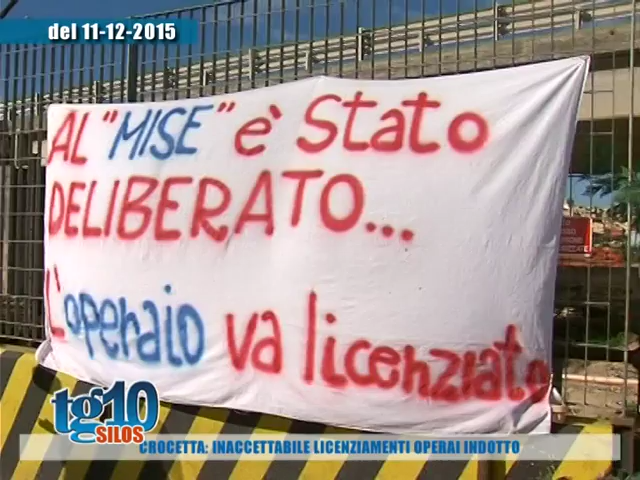 del 11-12-2015
AL "MISE" è Stato
DELIBERATO...
L'operaio va licenziato
tg10
SILOS
CROCETTA: INACCETTABILE LICENZIAMENTI OPERAI INDOTTO